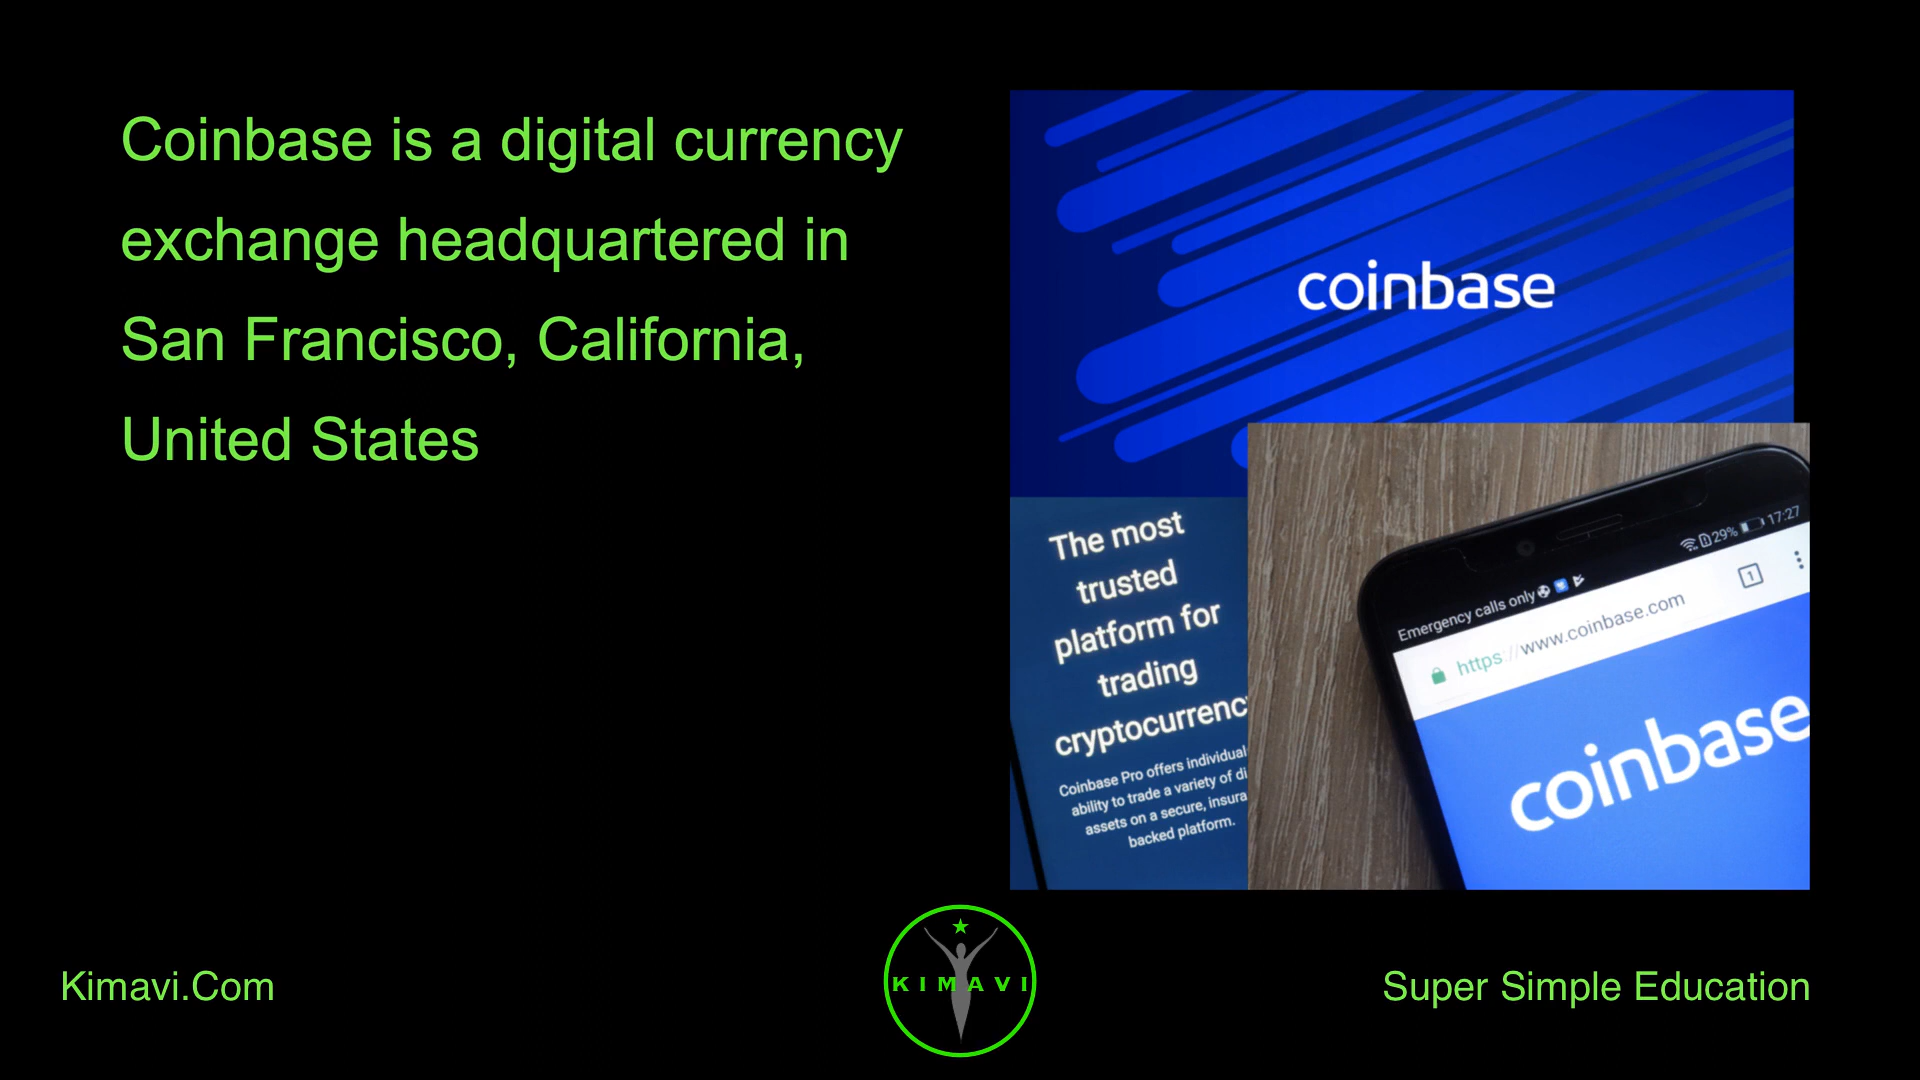 Coinbase is a digital currency
exchange headquartered in
San Francisco, California,
United States
coinbase
The most
trusted
platform for
trading
Coinbase Pro offers
ability to trade a variety of
assets on a secure,
backed platform.
Emergency calls only
29% 17:27
https://www.coinbase.com
1
coinbase
Kimavi.Com
KIMAVI
Super Simple Education